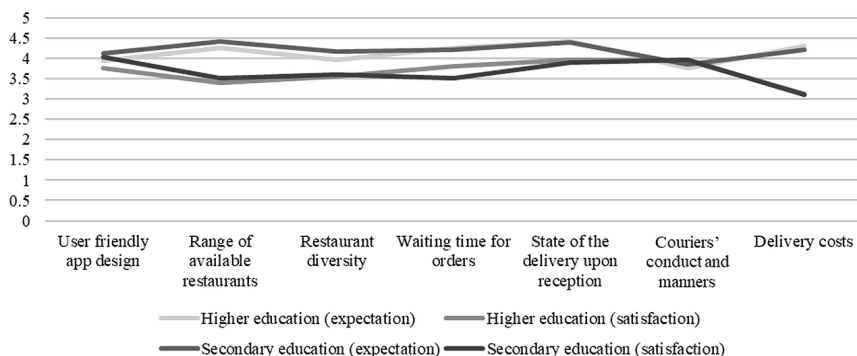 5
4.5
4
3.5
3
2.5
2
1.5
1
0.5
0
User friendly
app design
Range of
available
restaurants
Restaurant
diversity
Waiting time for
orders
State of the
delivery upon
reception
Couriers'
conduct and
manners
Delivery costs
Higher education (expectation)
Higher education (satisfaction)
Secondary education (expectation)
Secondary education (satisfaction)